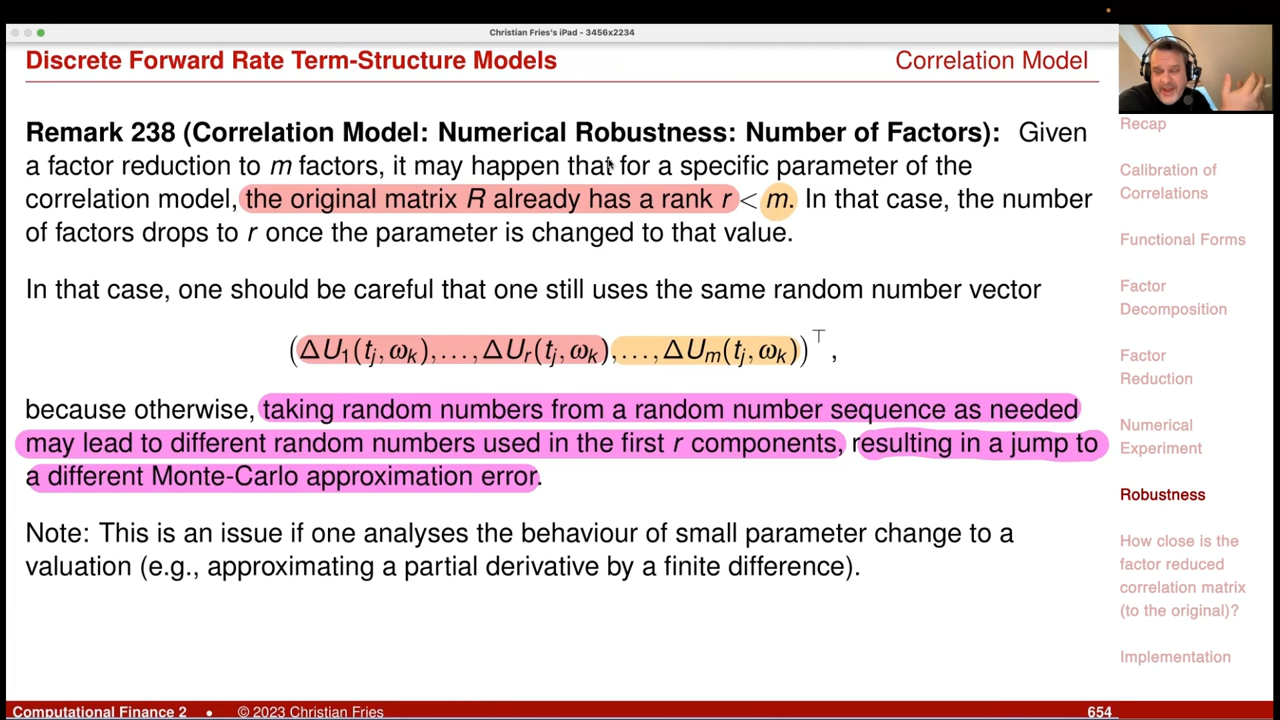 Christian Fries's iPad - 3456x2234
Discrete Forward Rate Term-Structure Models
Correlation Model
Remark 238 (Correlation Model: Numerical Robustness: Number of Factors): Given
a factor reduction to m factors, it may happen that for a specific parameter of the
correlation model, the original matrix R already has a rank r < m. In that case, the number
of factors drops to r once the parameter is changed to that value.
In that case, one should be careful that one still uses the same random number vector
(ΔU₁(tⱼ, ωₖ), …, ΔUᵣ(tⱼ, ωₖ), …, ΔUₘ(tⱼ, ωₖ))⊤,
because otherwise, taking random numbers from a random number sequence as needed
may lead to different random numbers used in the first r components, resulting in a jump to
a different Monte-Carlo approximation error.
Note: This is an issue if one analyses the behaviour of small parameter change to a
valuation (e.g., approximating a partial derivative by a finite difference).
Recap
Calibration of
Correlations
Functional Forms
Factor
Decomposition
Factor
Reduction
Numerical
Experiment
Robustness
How close is the
factor reduced
correlation matrix
(to the original)?
Implementation
Computational Finance 2 • © 2023 Christian Fries
654